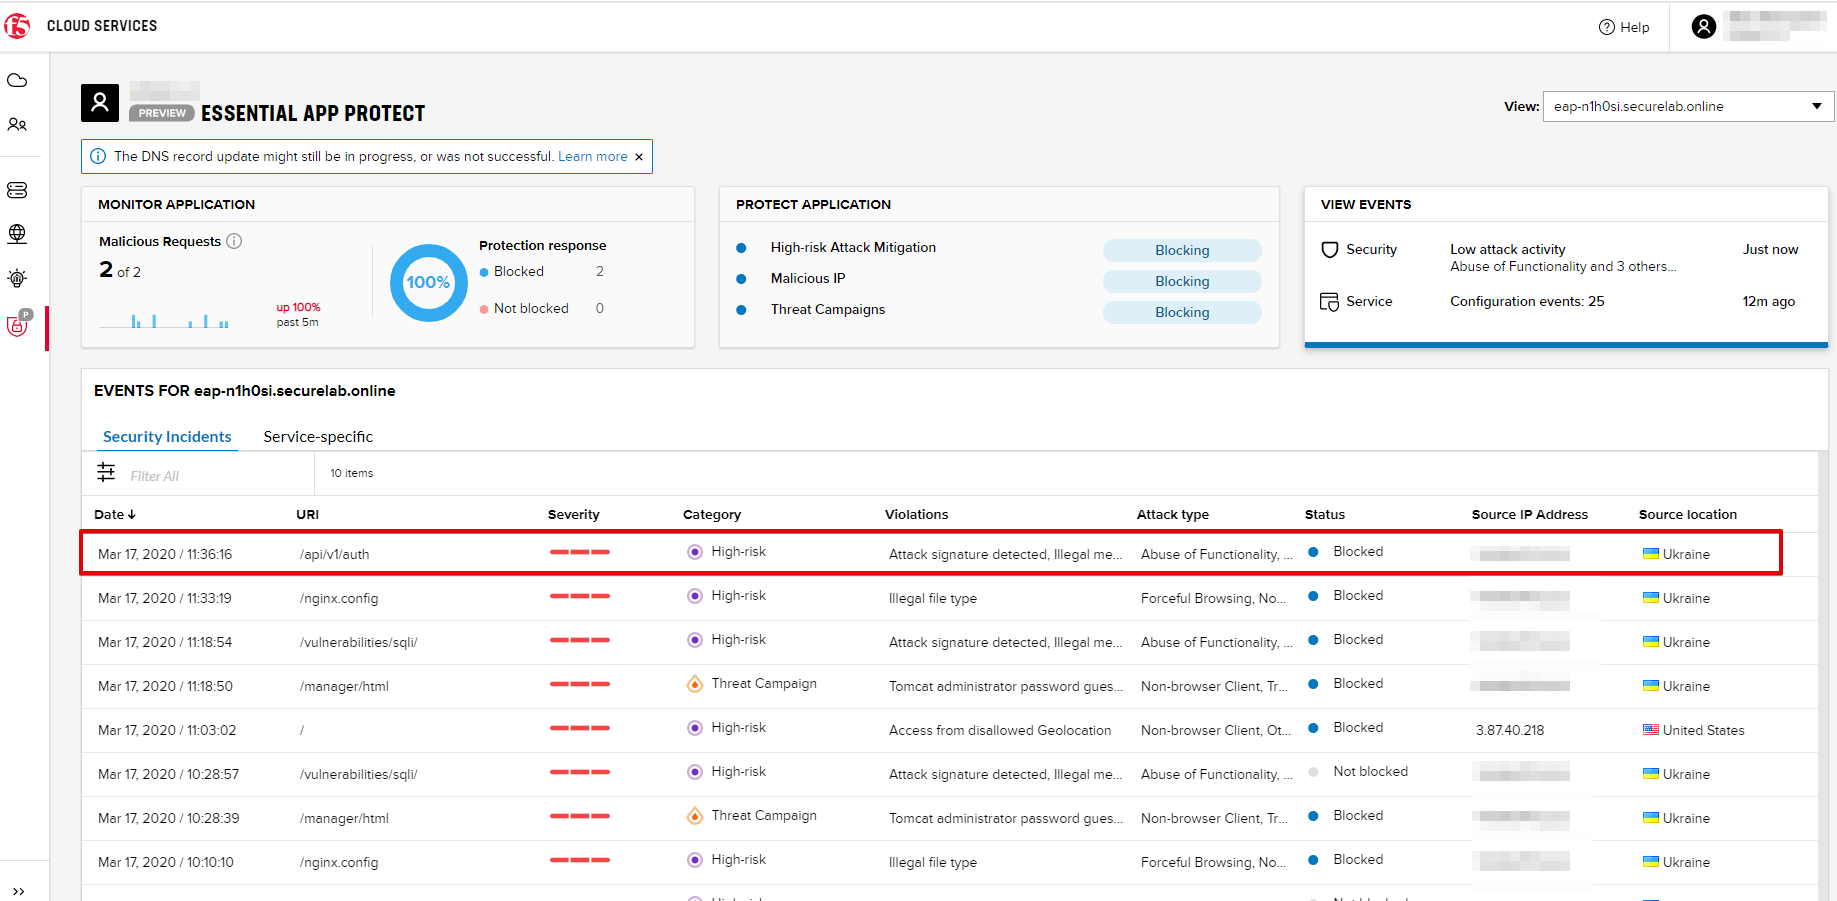 f5 CLOUD SERVICES
Help
PREVIEW ESSENTIAL APP PROTECT
View: eap-n1h0si.securelab.online
The DNS record update might still be in progress, or was not successful. Learn more ×
MONITOR APPLICATION
Malicious Requests
2 of 2
up 100%
past 5m
100%
Protection response
Blocked 2
Not blocked 0
PROTECT APPLICATION
High-risk Attack Mitigation Blocking
Malicious IP Blocking
Threat Campaigns Blocking
VIEW EVENTS
Security Low attack activity Just now
Abuse of Functionality and 3 others...
Service Configuration events: 25 12m ago
P
EVENTS FOR eap-n1h0si.securelab.online
Security Incidents Service-specific
Filter All 10 items
Date URI Severity Category Violations Attack type Status Source IP Address Source location
Mar 17, 2020 / 11:36:16 /api/v1/auth High-risk Attack signature detected, Illegal me... Abuse of Functionality, ... Blocked Ukraine
Mar 17, 2020 / 11:33:19 /nginx.config High-risk Illegal file type Forceful Browsing, No... Blocked Ukraine
Mar 17, 2020 / 11:18:54 /vulnerabilities/sqli/ High-risk Attack signature detected, Illegal me... Abuse of Functionality, ... Blocked Ukraine
Mar 17, 2020 / 11:18:50 /manager/html Threat Campaign Tomcat administrator password gues... Non-browser Client, Tr... Blocked Ukraine
Mar 17, 2020 / 11:03:02 / High-risk Access from disallowed Geolocation Non-browser Client, Ot... Blocked 3.87.40.218 United States
Mar 17, 2020 / 10:28:57 /vulnerabilities/sqli/ High-risk Attack signature detected, Illegal me... Abuse of Functionality, ... Not blocked Ukraine
Mar 17, 2020 / 10:28:39 /manager/html Threat Campaign Tomcat administrator password gues... Non-browser Client, Tr... Blocked Ukraine
Mar 17, 2020 / 10:10:10 /nginx.config High-risk Illegal file type Forceful Browsing, No... Blocked Ukraine